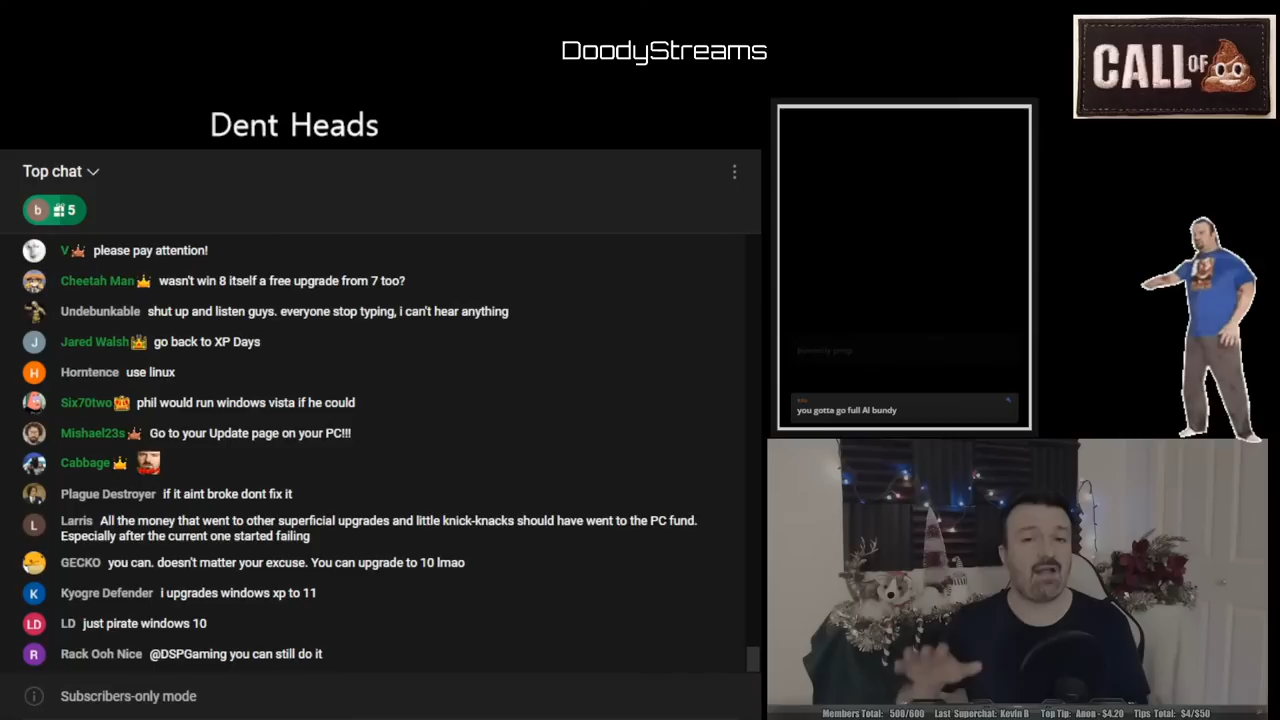 DoodyStreams
CALL OF
Dent Heads
Top chat
b 5
V please pay attention!
Cheetah Man wasn't win 8 itself a free upgrade from 7 too?
Undebunkable shut up and listen guys. everyone stop typing, i can't hear anything
J Jared Walsh go back to XP Days
H Horntence use linux
Six70two phil would run windows vista if he could
Mishael23s Go to your Update page on your PC!!!
Cabbage
Plague Destroyer if it aint broke dont fix it
L Larris All the money that went to other superficial upgrades and little knick-knacks should have went to the PC fund.
Especially after the current one started failing
GECKO you can. doesn't matter your excuse. You can upgrade to 10 lmao
K Kyogre Defender i upgrades windows xp to 11
LD LD just pirate windows 10
R Rack Ooh Nice @DSPGaming you can still do it
Subscribers-only mode
you gotta go full Al bundy
Members Total: 500/600 Last Superchat: Kevin B Top Tip: Anon - $4.20 Tips Total: $4/$50